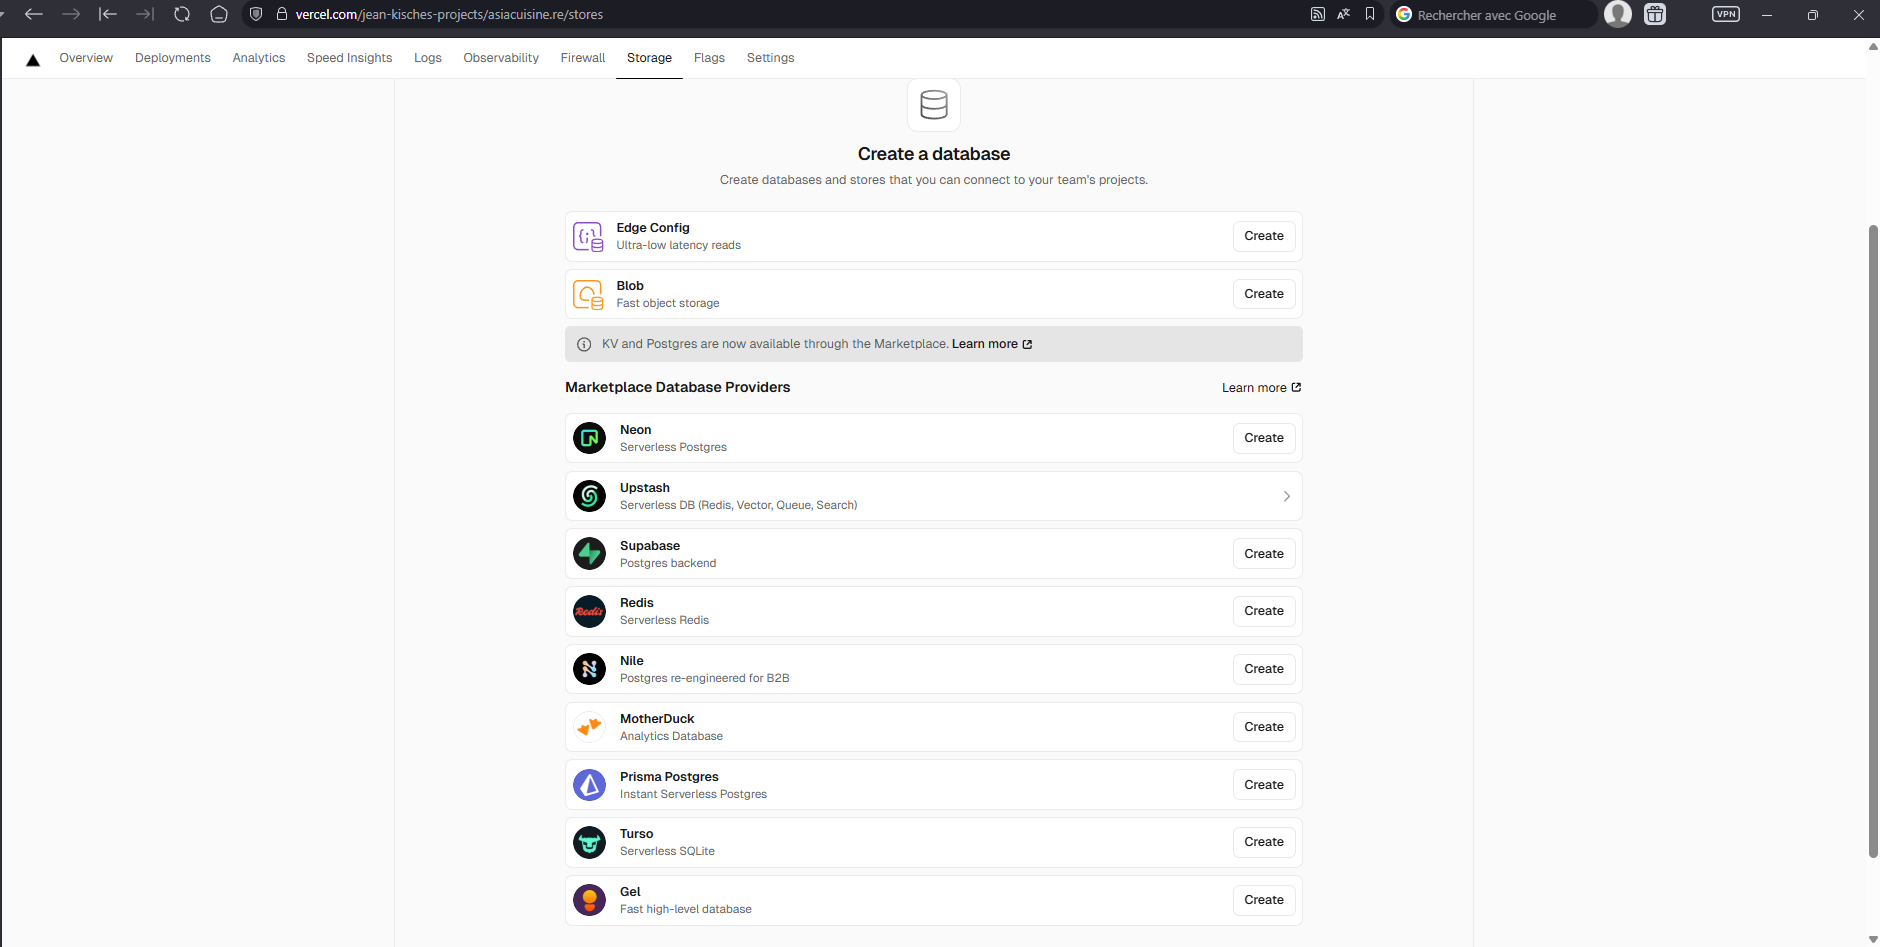 vercel.com/jean-kisches-projects/asiacuisine.re/stores
Rechercher avec Google
VPN
Overview Deployments Analytics Speed Insights Logs Observability Firewall Storage Flags Settings
Create a database
Create databases and stores that you can connect to your team's projects.
Edge Config
Ultra-low latency reads
Create
Blob
Fast object storage
Create
KV and Postgres are now available through the Marketplace. Learn more
Marketplace Database Providers
Learn more
Neon
Serverless Postgres
Create
Upstash
Serverless DB (Redis, Vector, Queue, Search)
Supabase
Postgres backend
Create
Redis
Redis
Serverless Redis
Create
Nile
Postgres re-engineered for B2B
Create
MotherDuck
Analytics Database
Create
Prisma Postgres
Instant Serverless Postgres
Create
Turso
Serverless SQLite
Create
Gel
Fast high-level database
Create